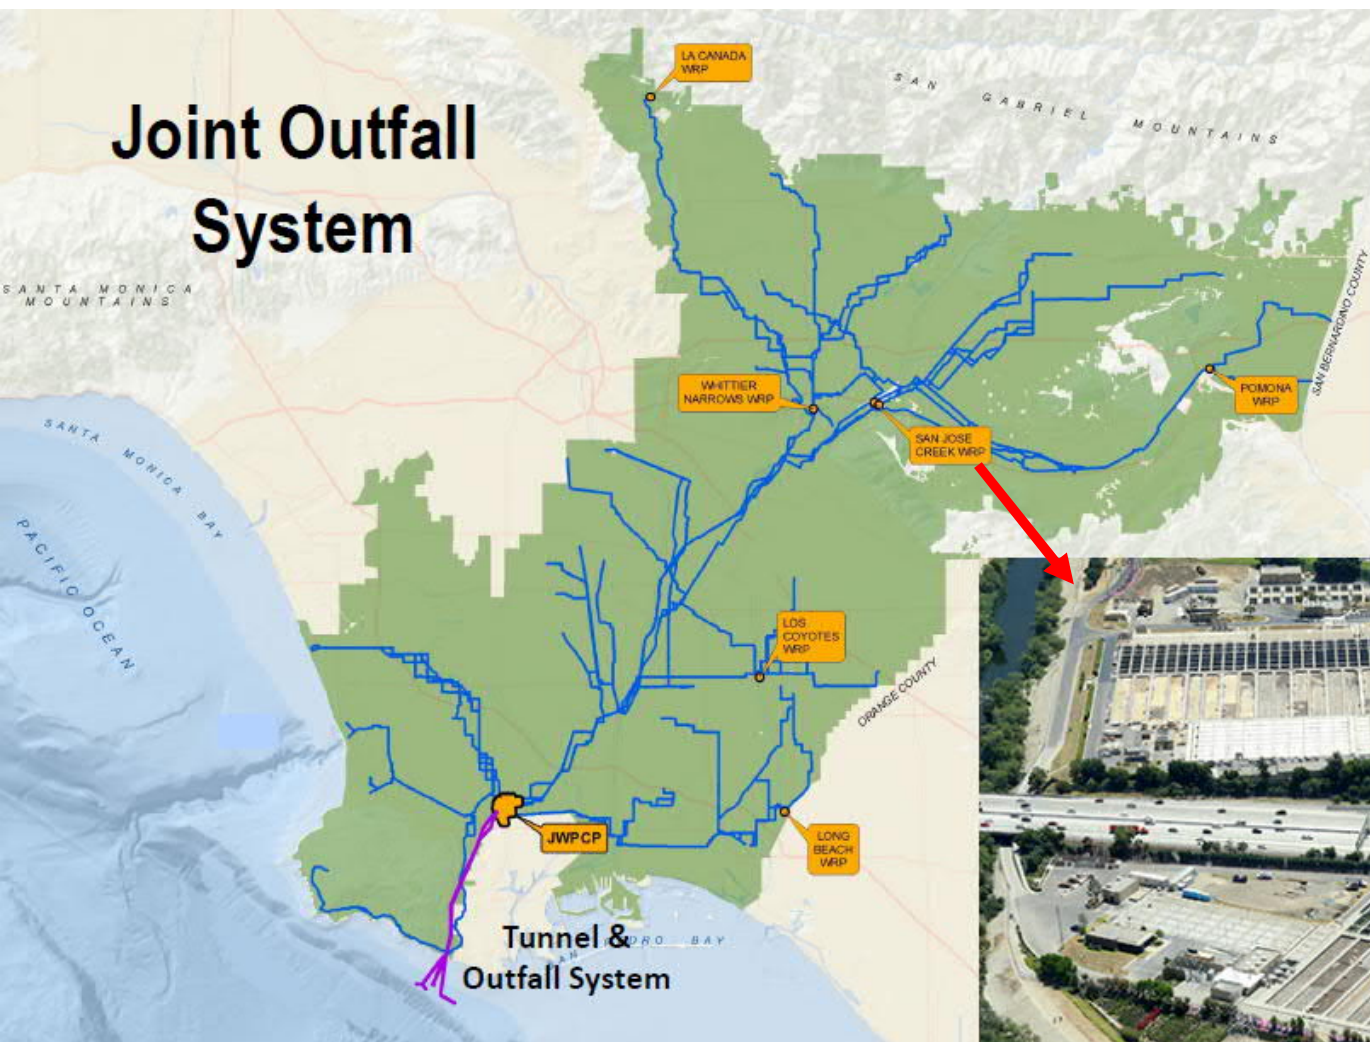 LA CANADA
WRP
SAN GABRIEL MOUNTAINS
Joint Outfall
System
SANTA MONICA
MOUNTAINS
SAN BERNARDINO COUNTY
WHITTIER
NARROWS WRP
POMONA
WRP
SAN JOSE
CREEK WRP
SANTA MONICA BAY
PACIFIC OCEAN
LOS
COYOTES
WRP
ORANGE COUNTY
JWPCP
LONG
BEACH
WRP
Tunnel &
Outfall System
BAY